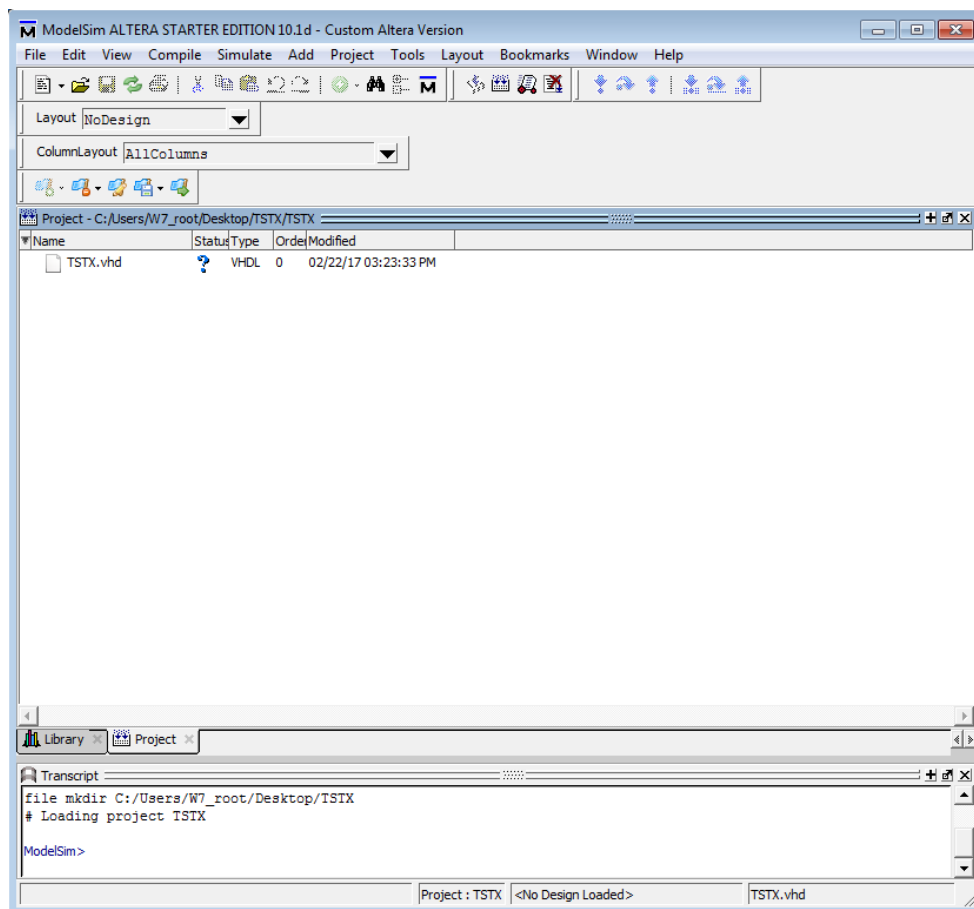 ModelSim ALTERA STARTER EDITION 10.1d - Custom Altera Version
File Edit View Compile Simulate Add Project Tools Layout Bookmarks Window Help
Layout NoDesign
ColumnLayout AllColumns
Project - C:/Users/W7_root/Desktop/TSTX/TSTX
Name Status Type Order Modified
TSTX.vhd ? VHDL 0 02/22/17 03:23:33 PM
Library Project
Transcript
file mkdir C:/Users/W7_root/Desktop/TSTX
# Loading project TSTX
ModelSim>
Project : TSTX <No Design Loaded> TSTX.vhd